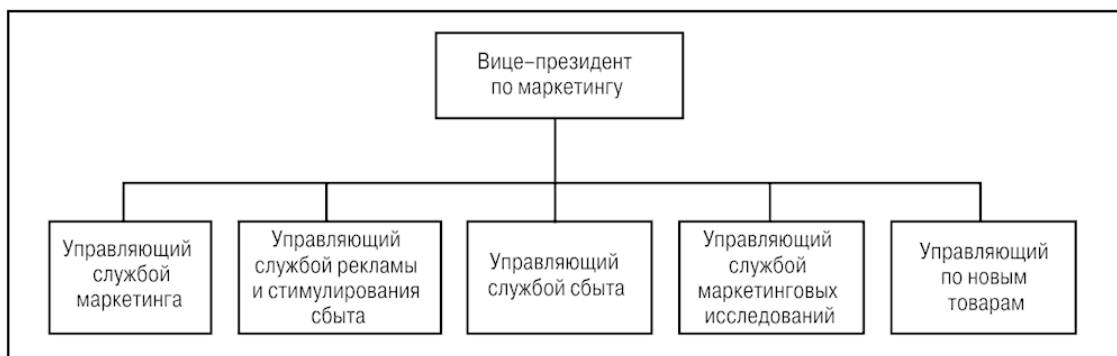 Вице–президент
по маркетингу
Управляющий
службой
маркетинга
Управляющий
службой рекламы
и стимулирования
сбыта
Управляющий
службой сбыта
Управляющий
службой
маркетинговых
исследований
Управляющий
по новым
товарам